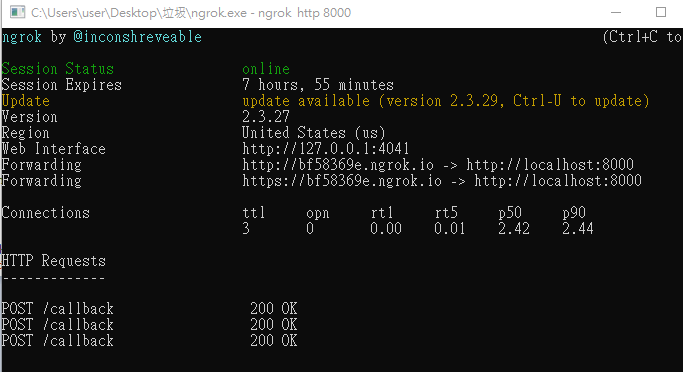 C:\Users\user\Desktop\垃圾\ngrok.exe - ngrok http 8000
ngrok by @inconshreveable (Ctrl+C to
Session Status online
Session Expires 7 hours, 55 minutes
Update update available (version 2.3.29, Ctrl-U to update)
Version 2.3.27
Region United States (us)
Web Interface http://127.0.0.1:4041
Forwarding http://bf58369e.ngrok.io -> http://localhost:8000
Forwarding https://bf58369e.ngrok.io -> http://localhost:8000
Connections ttl opn rt1 rt5 p50 p90
3 0 0.00 0.01 2.42 2.44
HTTP Requests
-------------
POST /callback 200 OK
POST /callback 200 OK
POST /callback 200 OK